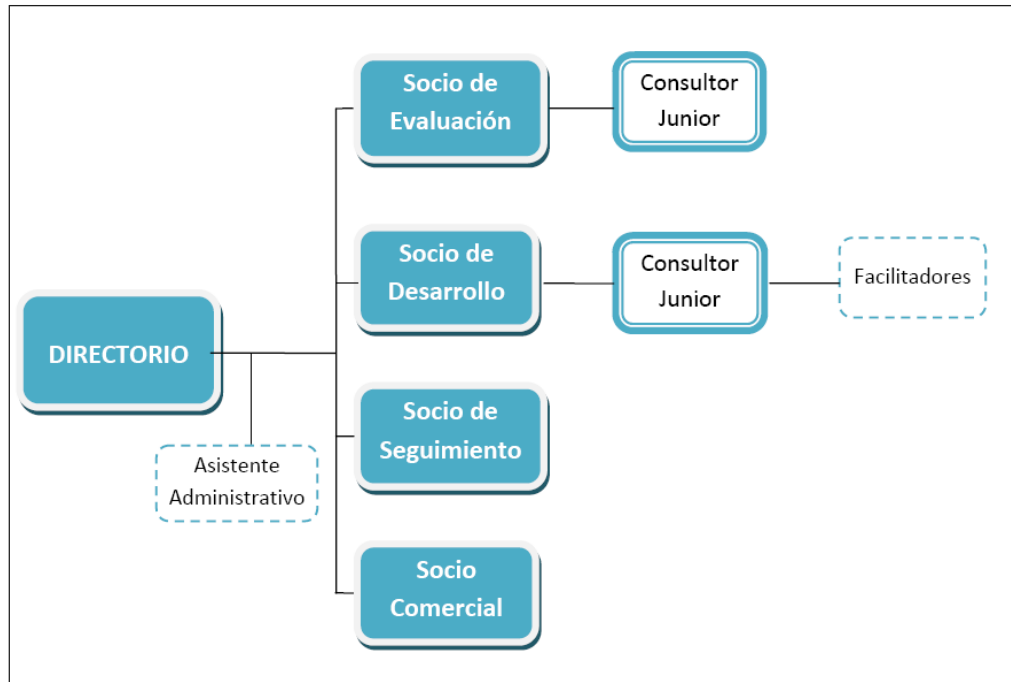 Socio de
Evaluación
Consultor
Junior
Socio de
Desarrollo
Consultor
Junior
Facilitadores
DIRECTORIO
Asistente
Administrativo
Socio de
Seguimiento
Socio
Comercial